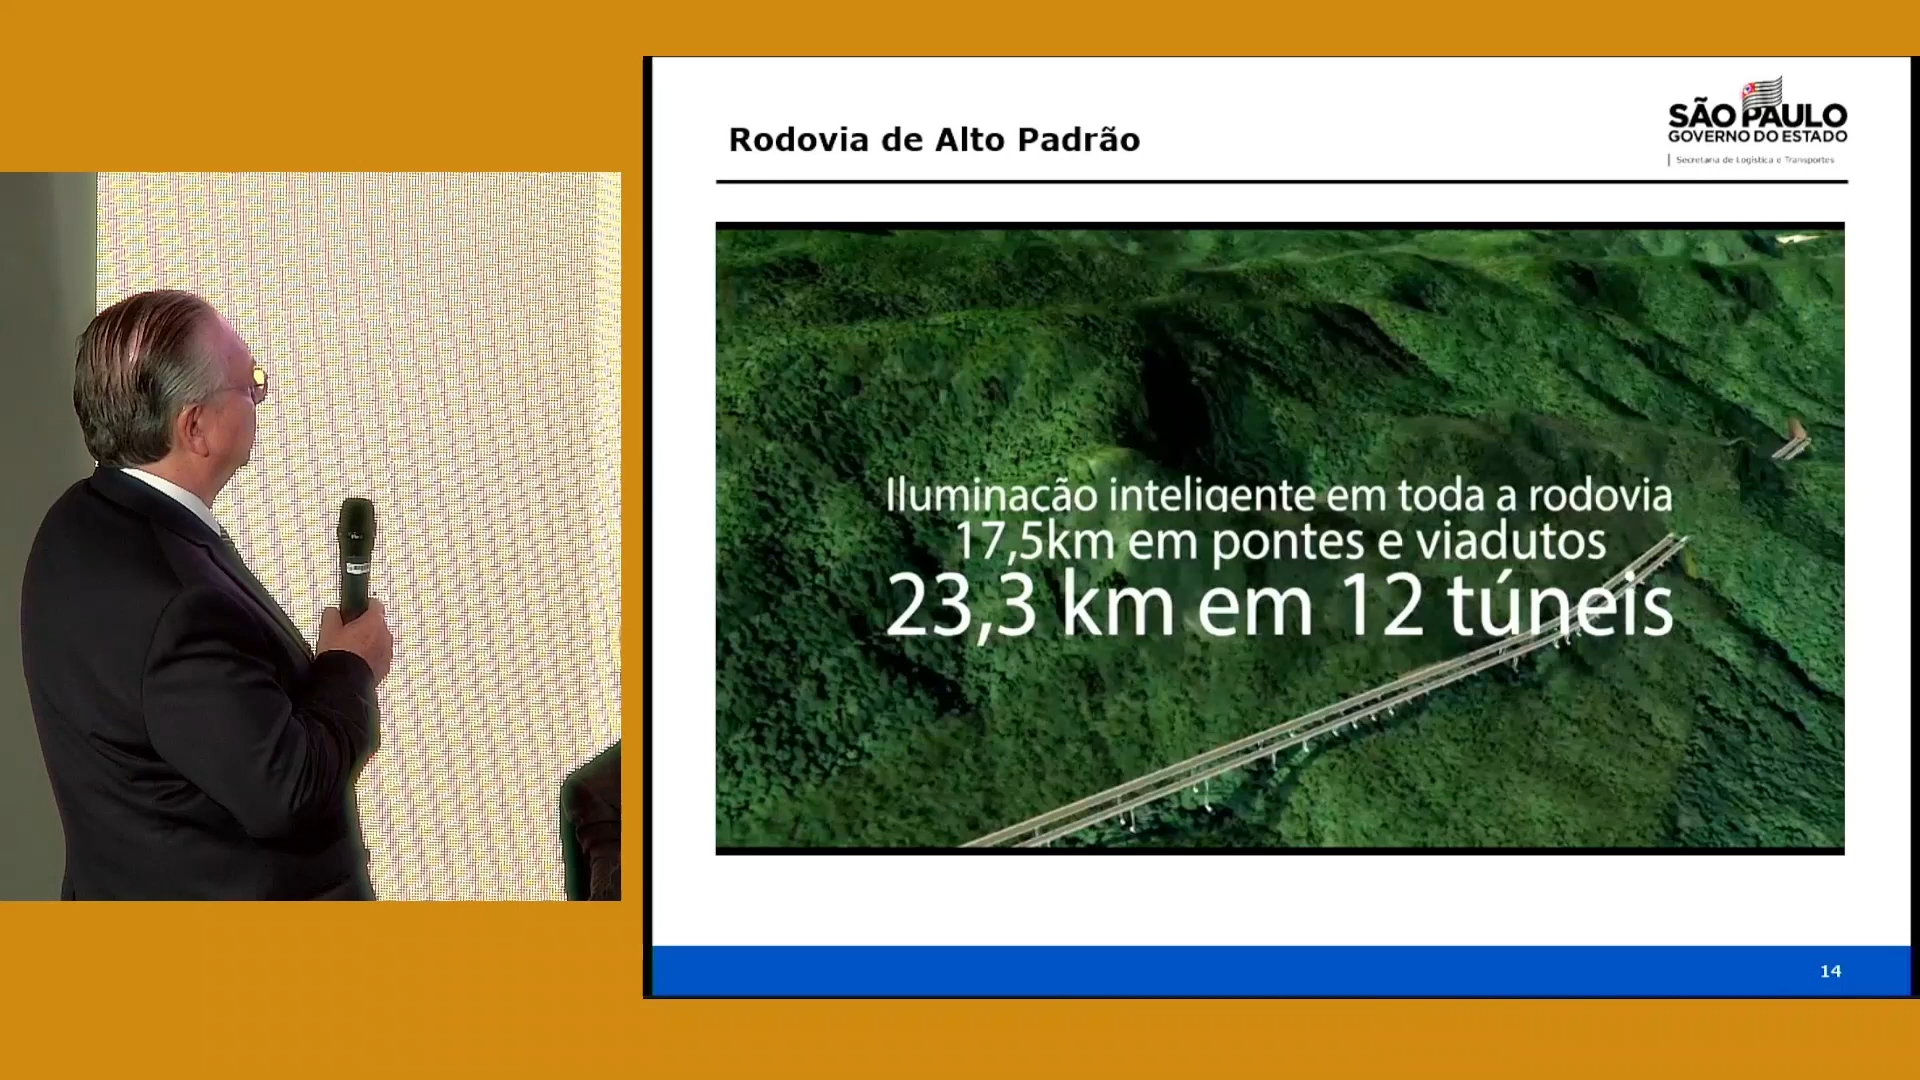 Rodovia de Alto Padrão
SÃO PAULO
GOVERNO DO ESTADO
Secretaria de Logística e Transportes
Iluminação inteligente em toda a rodovia
17,5km em pontes e viadutos
23,3 km em 12 túneis
14